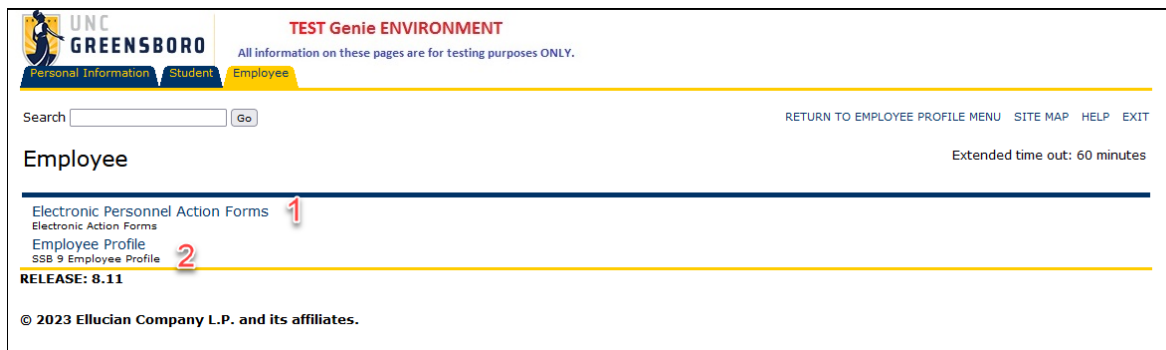 UNC
GREENSBORO
TEST Genie ENVIRONMENT
All information on these pages are for testing purposes ONLY.
Personal Information Student Employee
Search Go RETURN TO EMPLOYEE PROFILE MENU SITE MAP HELP EXIT
Employee Extended time out: 60 minutes
Electronic Personnel Action Forms 1
Electronic Action Forms
Employee Profile 2
SSB 9 Employee Profile
RELEASE: 8.11
© 2023 Ellucian Company L.P. and its affiliates.